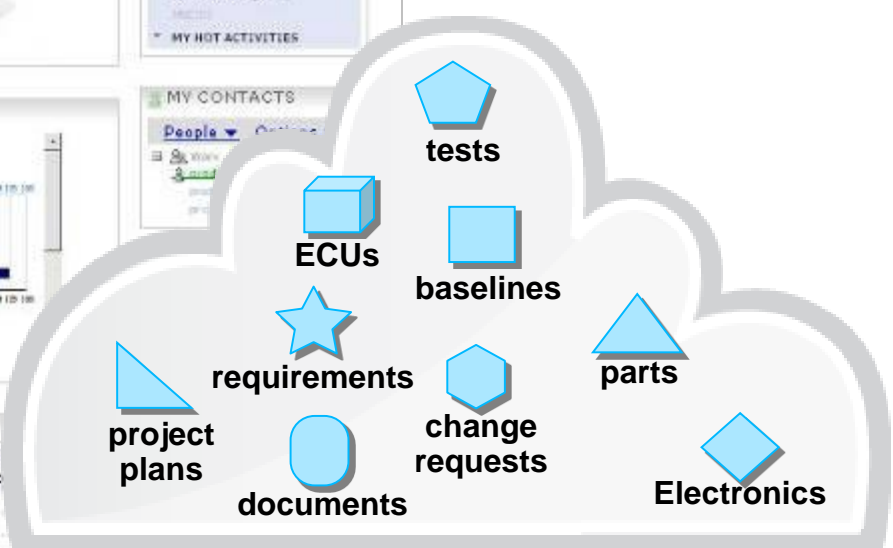 MY HOT ACTIVITIES
MY CONTACTS
People
tests
ECUs
baselines
requirements
parts
project
plans
change
requests
documents
Electronics